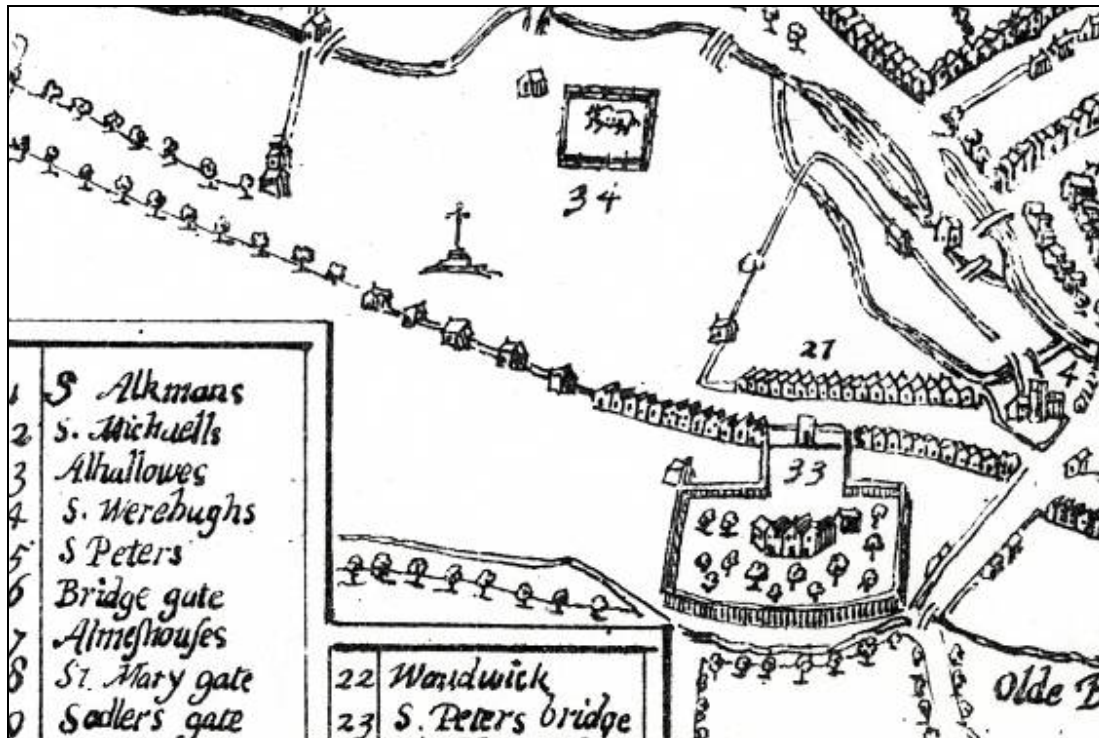 34
27
4
33
1 S Alkmans
2 S. Michaells
3 Alhallowes
4 S. Werebughs
5 S Peters
6 Bridge gate
7 Almeſhouſes
8 St. Mary gate
9 Sadlers gate
22 Wardwick
23 S. Peters bridge
Olde B